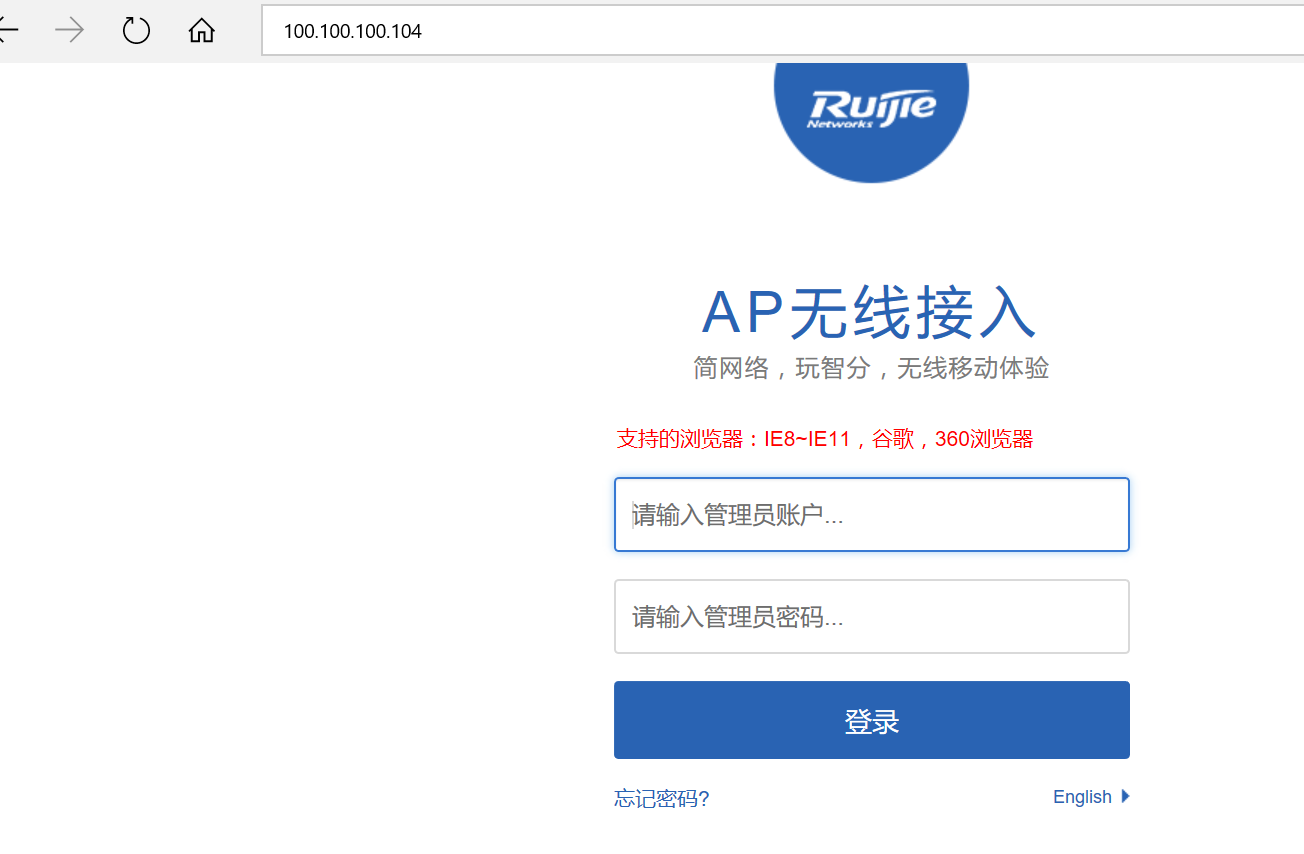 100.100.100.104
Ruijie
Networks
AP无线接入
简网络，玩智分，无线移动体验
支持的浏览器：IE8~IE11，谷歌，360浏览器
请输入管理员账户...
请输入管理员密码...
登录
忘记密码?
English